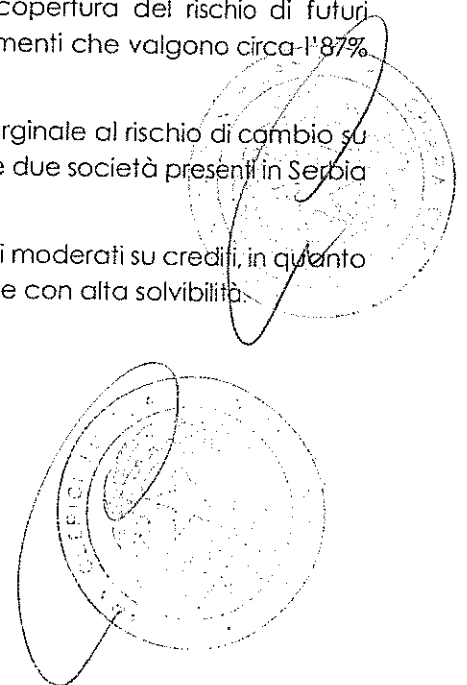 copertura del rischio di futuri
menti che valgono circa l'87%
rginale al rischio di cambio su
e due società presenti in Serbia
i moderati su crediti, in quanto
e con alta solvibilità.